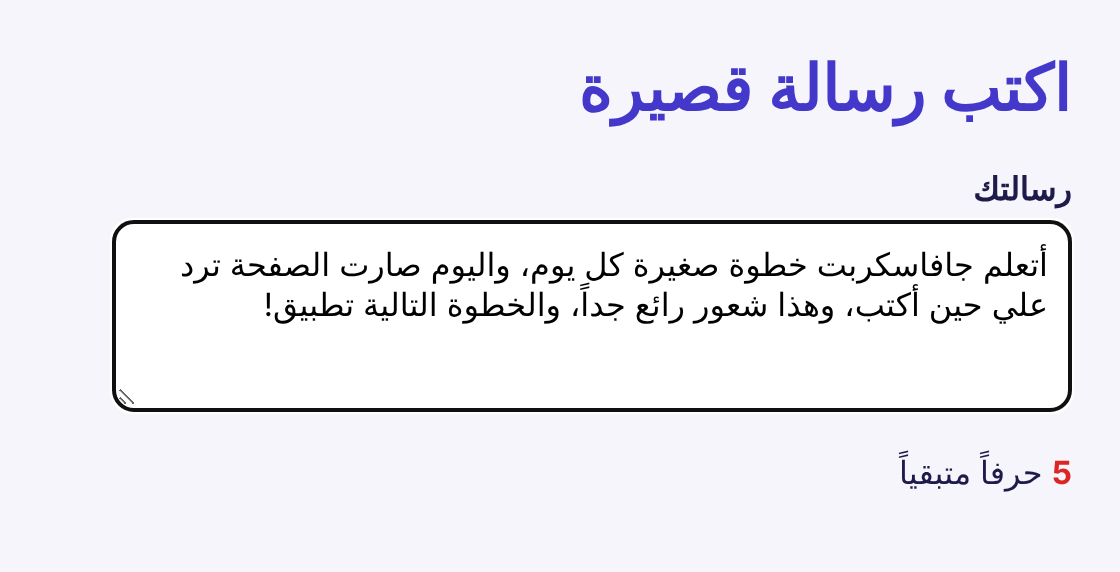 اكتب رسالة قصيرة
رسالتك
أتعلم جافاسكربت خطوة صغيرة كل يوم، واليوم صارت الصفحة ترد
علي حين أكتب، وهذا شعور رائع جداً، والخطوة التالية تطبيق!
5 حرفاً متبقياً